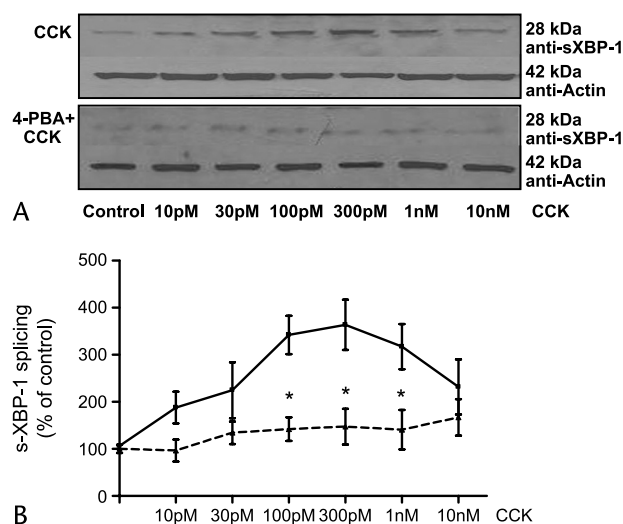 CCK
28 kDa
anti-sXBP-1
42 kDa
anti-Actin
4-PBA+
CCK
28 kDa
anti-sXBP-1
42 kDa
anti-Actin
A
Control 10pM 30pM 100pM 300pM 1nM 10nM CCK
s-XBP-1 splicing
(% of control)
500
400
300
200
100
0
* * *
10pM 30pM 100pM 300pM 1nM 10nM CCK
B